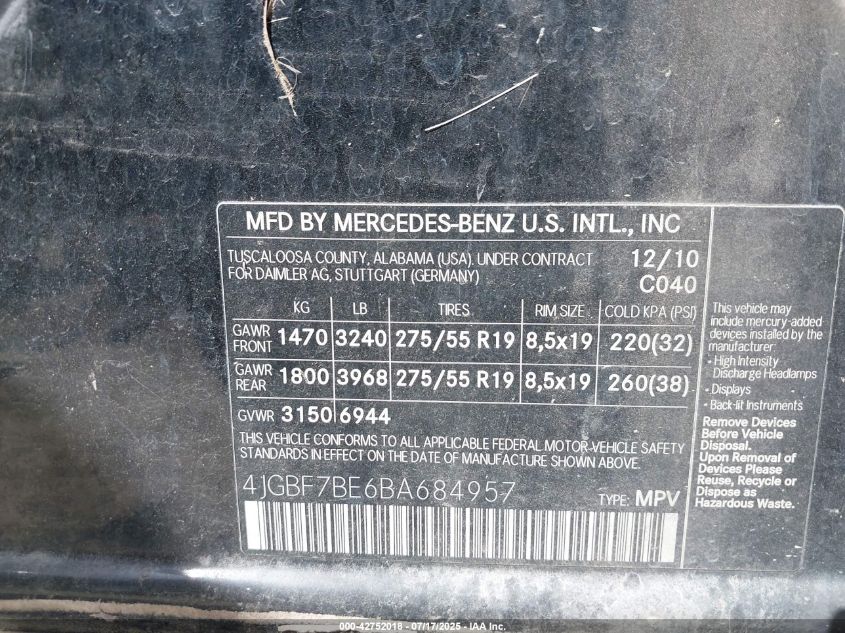 MFD BY MERCEDES-BENZ U.S. INTL., INC
TUSCALOOSA COUNTY, ALABAMA (USA). UNDER CONTRACT
FOR DAIMLER AG, STUTTGART (GERMANY)
12/10
C040
KG LB TIRES RIM SIZE COLD KPA (PSI)
GAWR FRONT 1470 3240 275/55 R19 8,5x19 220(32)
GAWR REAR 1800 3968 275/55 R19 8,5x19 260(38)
GVWR 3150 6944
THIS VEHICLE CONFORMS TO ALL APPLICABLE FEDERAL MOTOR-VEHICLE SAFETY
STANDARDS IN EFFECT ON THE DATE OF MANUFACTURE SHOWN ABOVE.
4JGBF7BE6BA684957
TYPE: MPV
This vehicle may
include mercury-added
devices installed by the
manufacturer:
• High Intensity
Discharge Headlamps
• Displays
• Back-lit Instruments
Remove Devices
Before Vehicle
Disposal.
Upon Removal of
Devices Please
Reuse, Recycle or
Dispose as
Hazardous Waste.
000-42752018 - 07/17/2025 - IAA Inc.